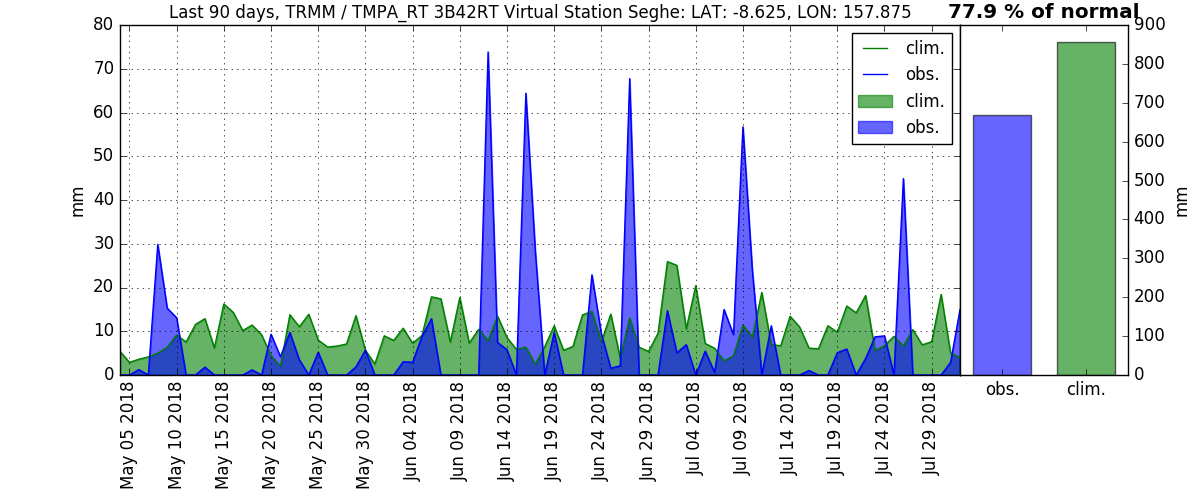 Last 90 days, TRMM / TMPA_RT 3B42RT Virtual Station Seghe: LAT: -8.625, LON: 157.875
77.9 % of normal
80
70
60
50
40
30
20
10
0
mm
clim.
obs.
clim.
obs.
900
800
700
600
500
400
300
200
100
0
mm
obs.
clim.
May 05 2018
May 10 2018
May 15 2018
May 20 2018
May 25 2018
May 30 2018
Jun 04 2018
Jun 09 2018
Jun 14 2018
Jun 19 2018
Jun 24 2018
Jun 29 2018
Jul 04 2018
Jul 09 2018
Jul 14 2018
Jul 19 2018
Jul 24 2018
Jul 29 2018